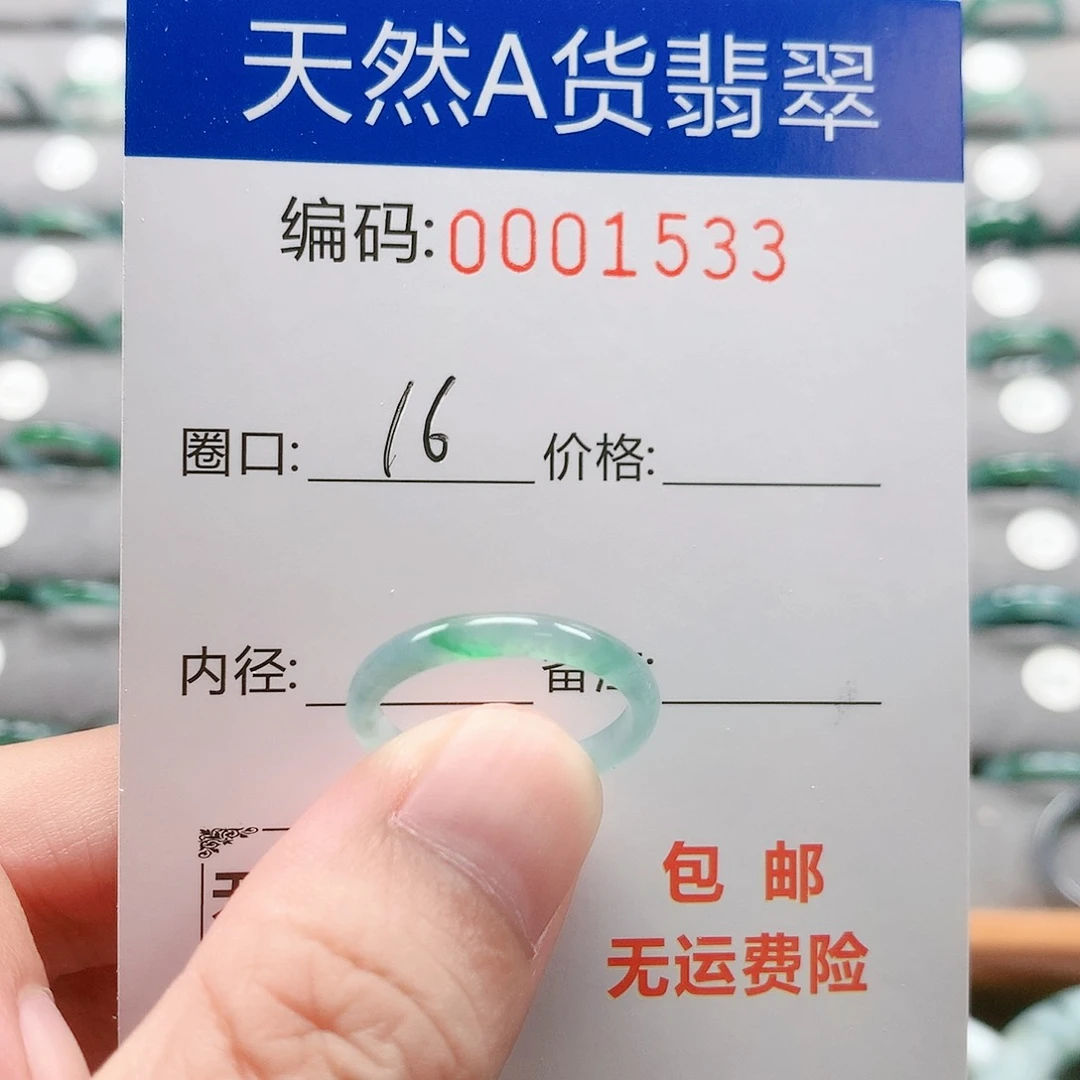 天然A货翡翠
编码:0001533
圈口: 16 价格:
内径: 备
包邮
无运费险